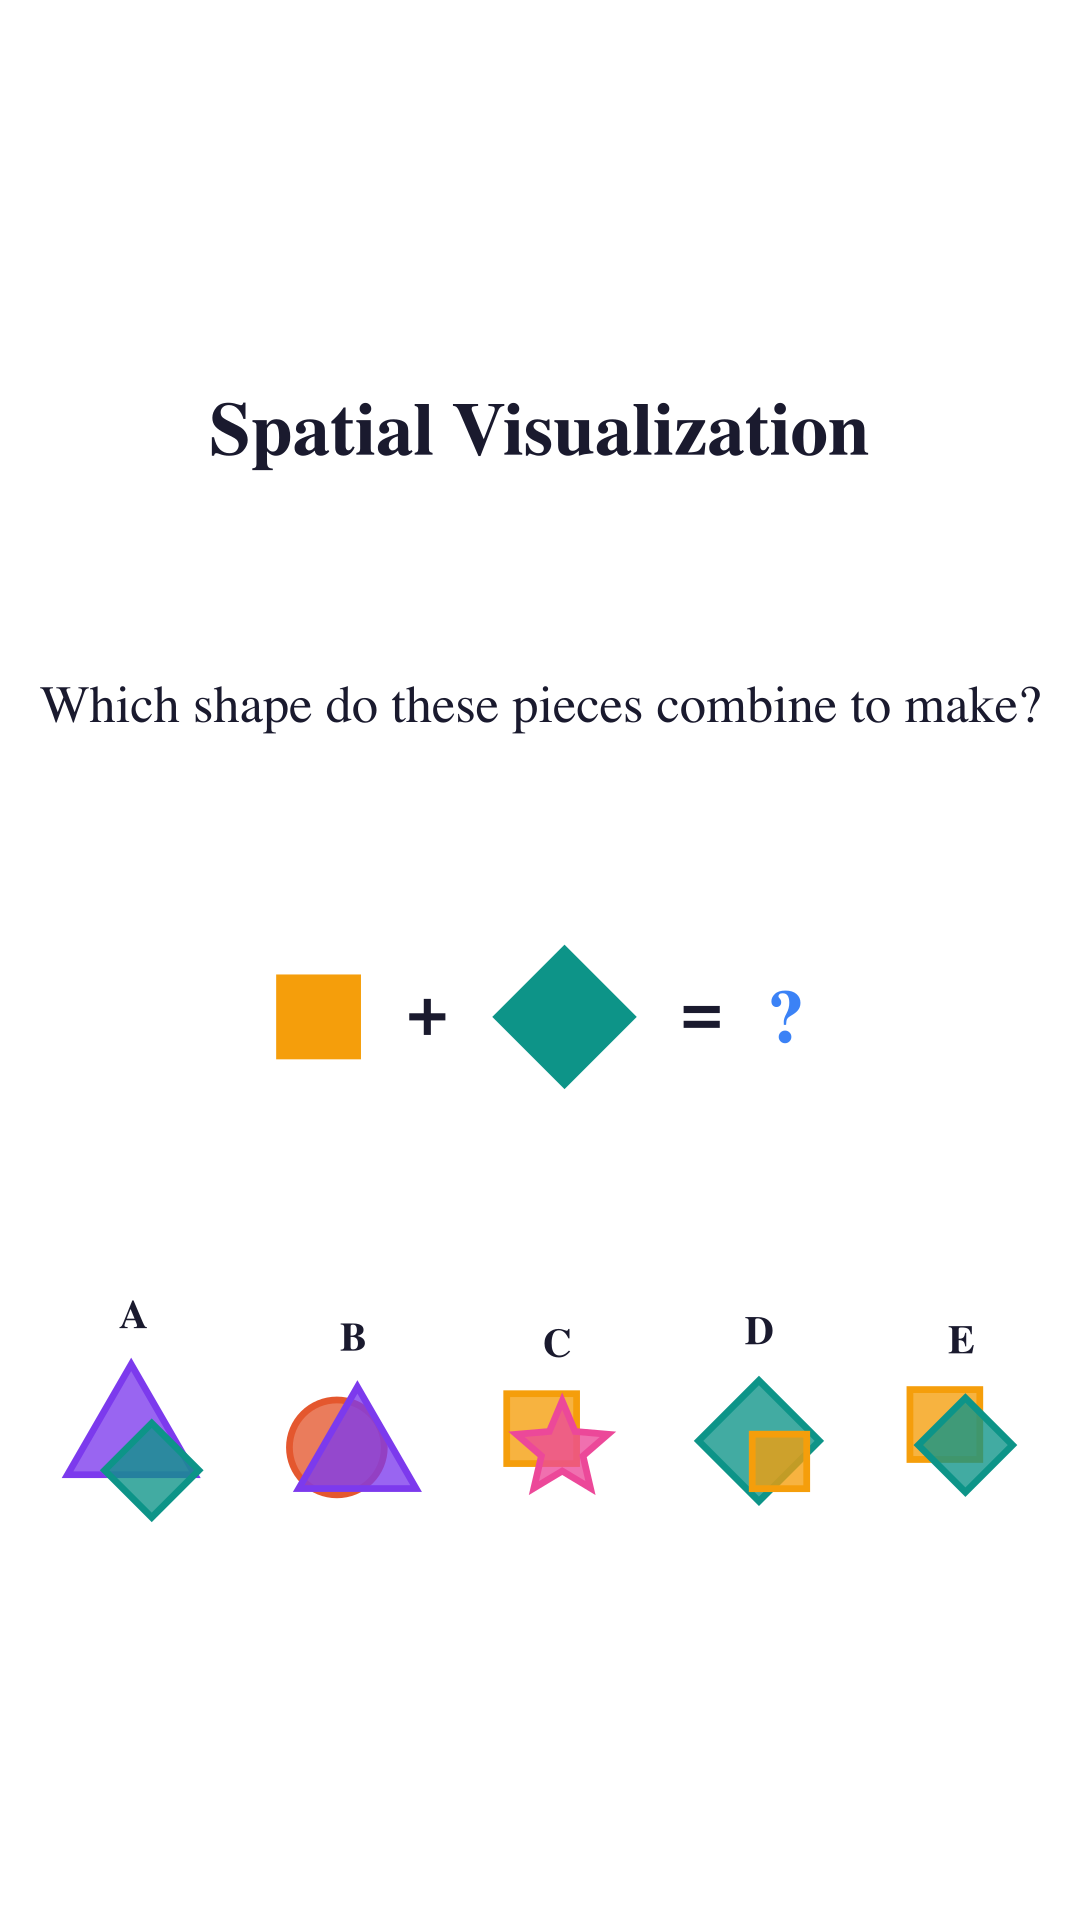 Spatial Visualization
Which shape do these pieces combine to make?
+ = ?
A B C D E